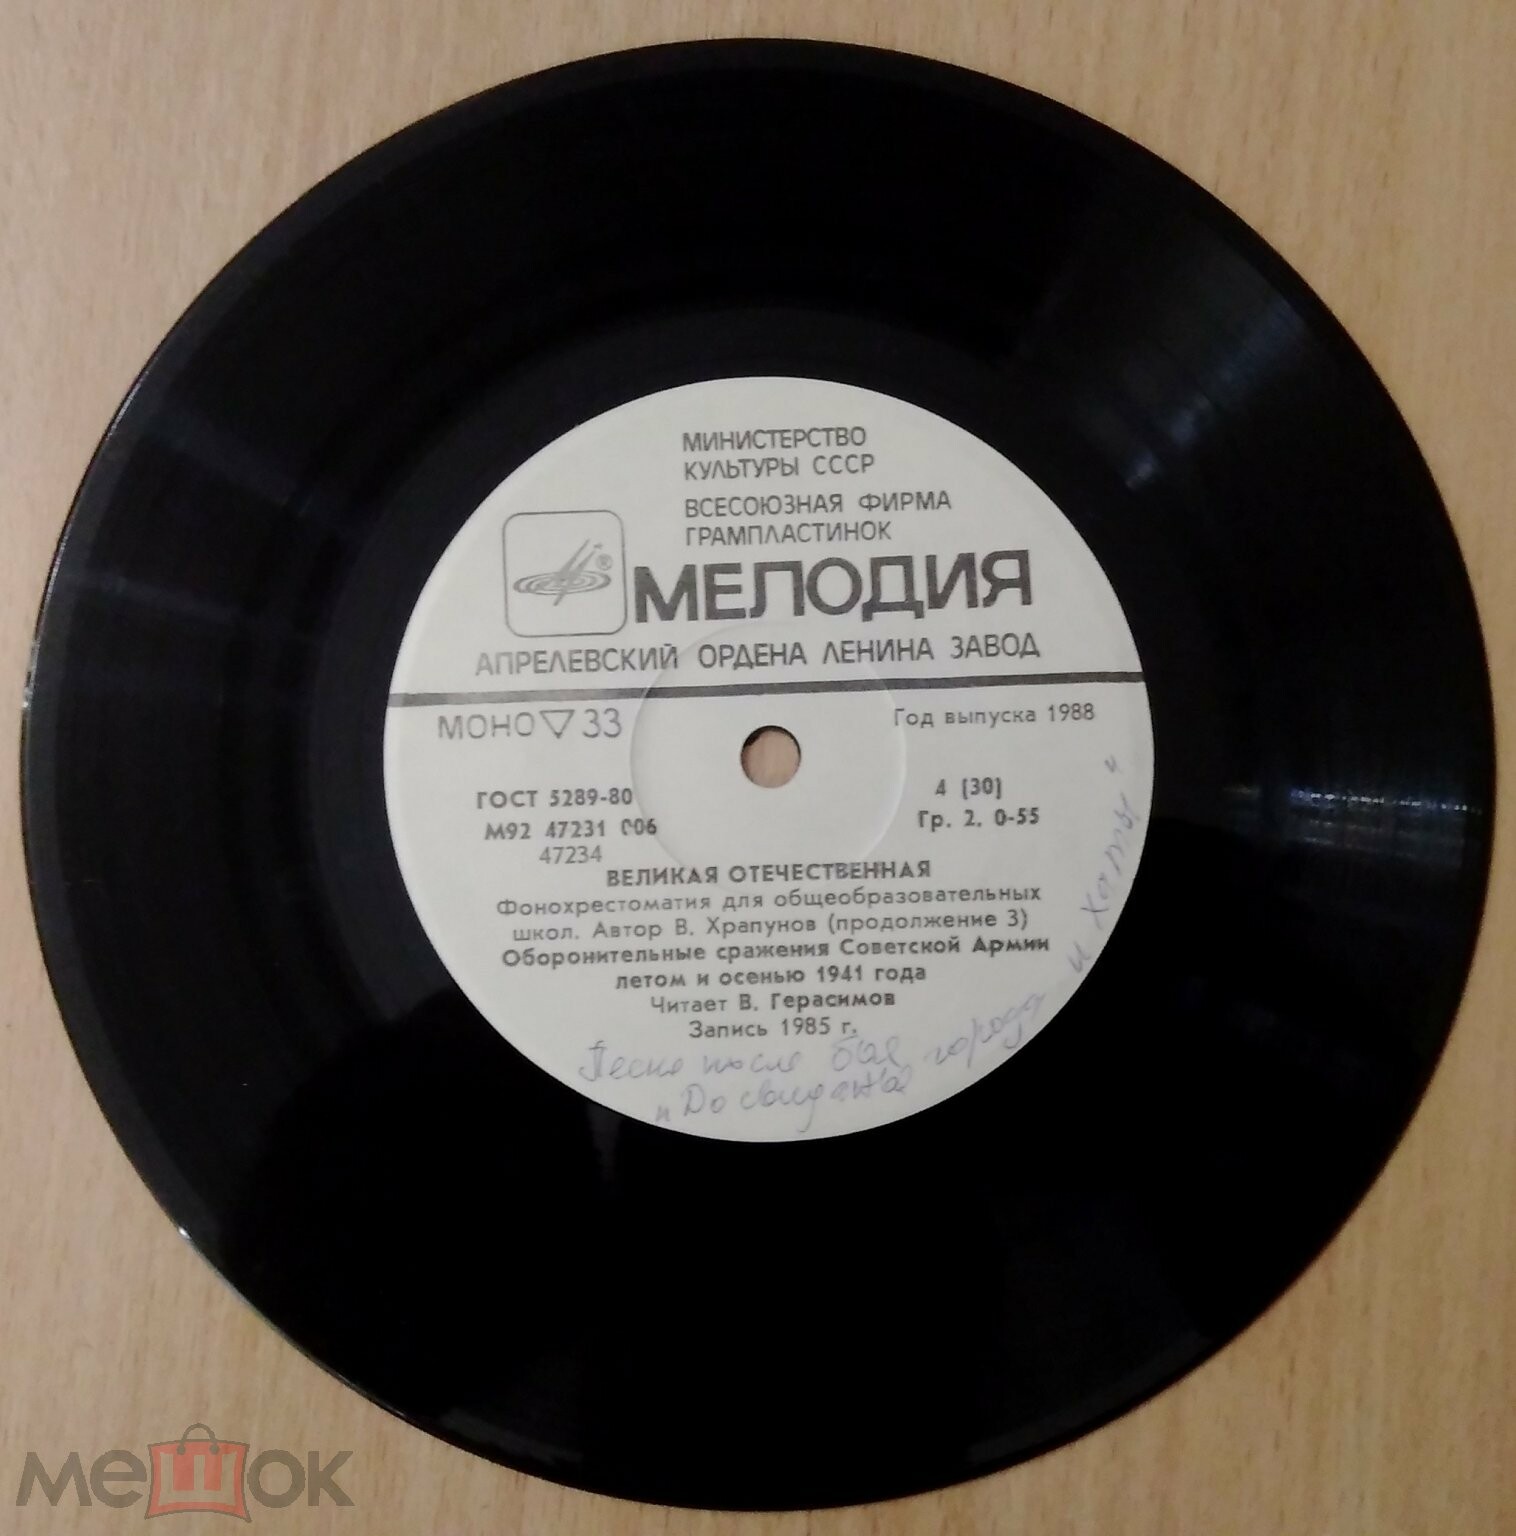 МИНИСТЕРСТВО
КУЛЬТУРЫ СССР
ВСЕСОЮЗНАЯ ФИРМА
ГРАМПЛАСТИНОК
®
МЕЛОДИЯ
АПРЕЛЕВСКИЙ ОРДЕНА ЛЕНИНА ЗАВОД
МОНО ▽ 33
Год выпуска 1988
ГОСТ 5289-80
4 [30]
М92 47231 006
Гр. 2. 0-55
47234
ВЕЛИКАЯ ОТЕЧЕСТВЕННАЯ
Фонохрестоматия для общеобразовательных
школ. Автор В. Храпунов (продолжение 3)
Оборонительные сражения Советской Армии
летом и осенью 1941 года
Читает В. Герасимов
Запись 1985 г.
Песня после боя
"До свиданья города
и хаты"
мешок